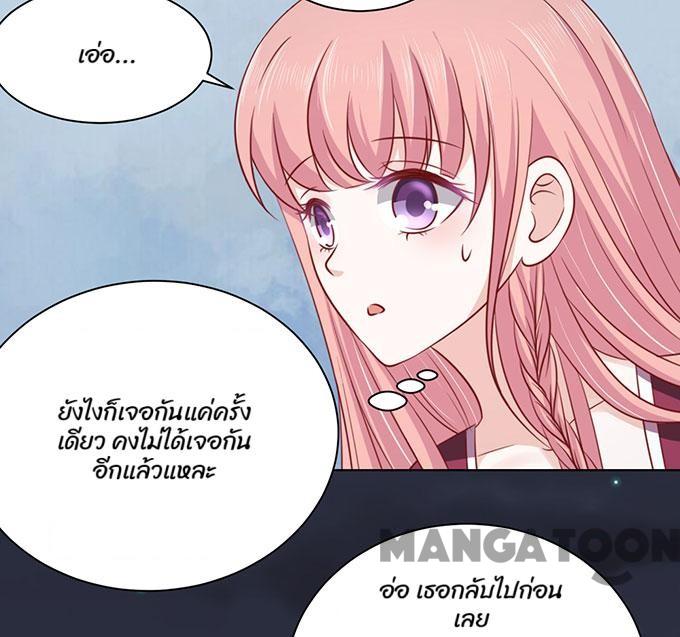 เอ่อ...
ยังไงก็เจอกันแค่ครั้ง
เดียว คงไม่ได้เจอกัน
อีกแล้วแหละ
MANGATOON
อ่อ เธอกลับไปก่อน
เลย